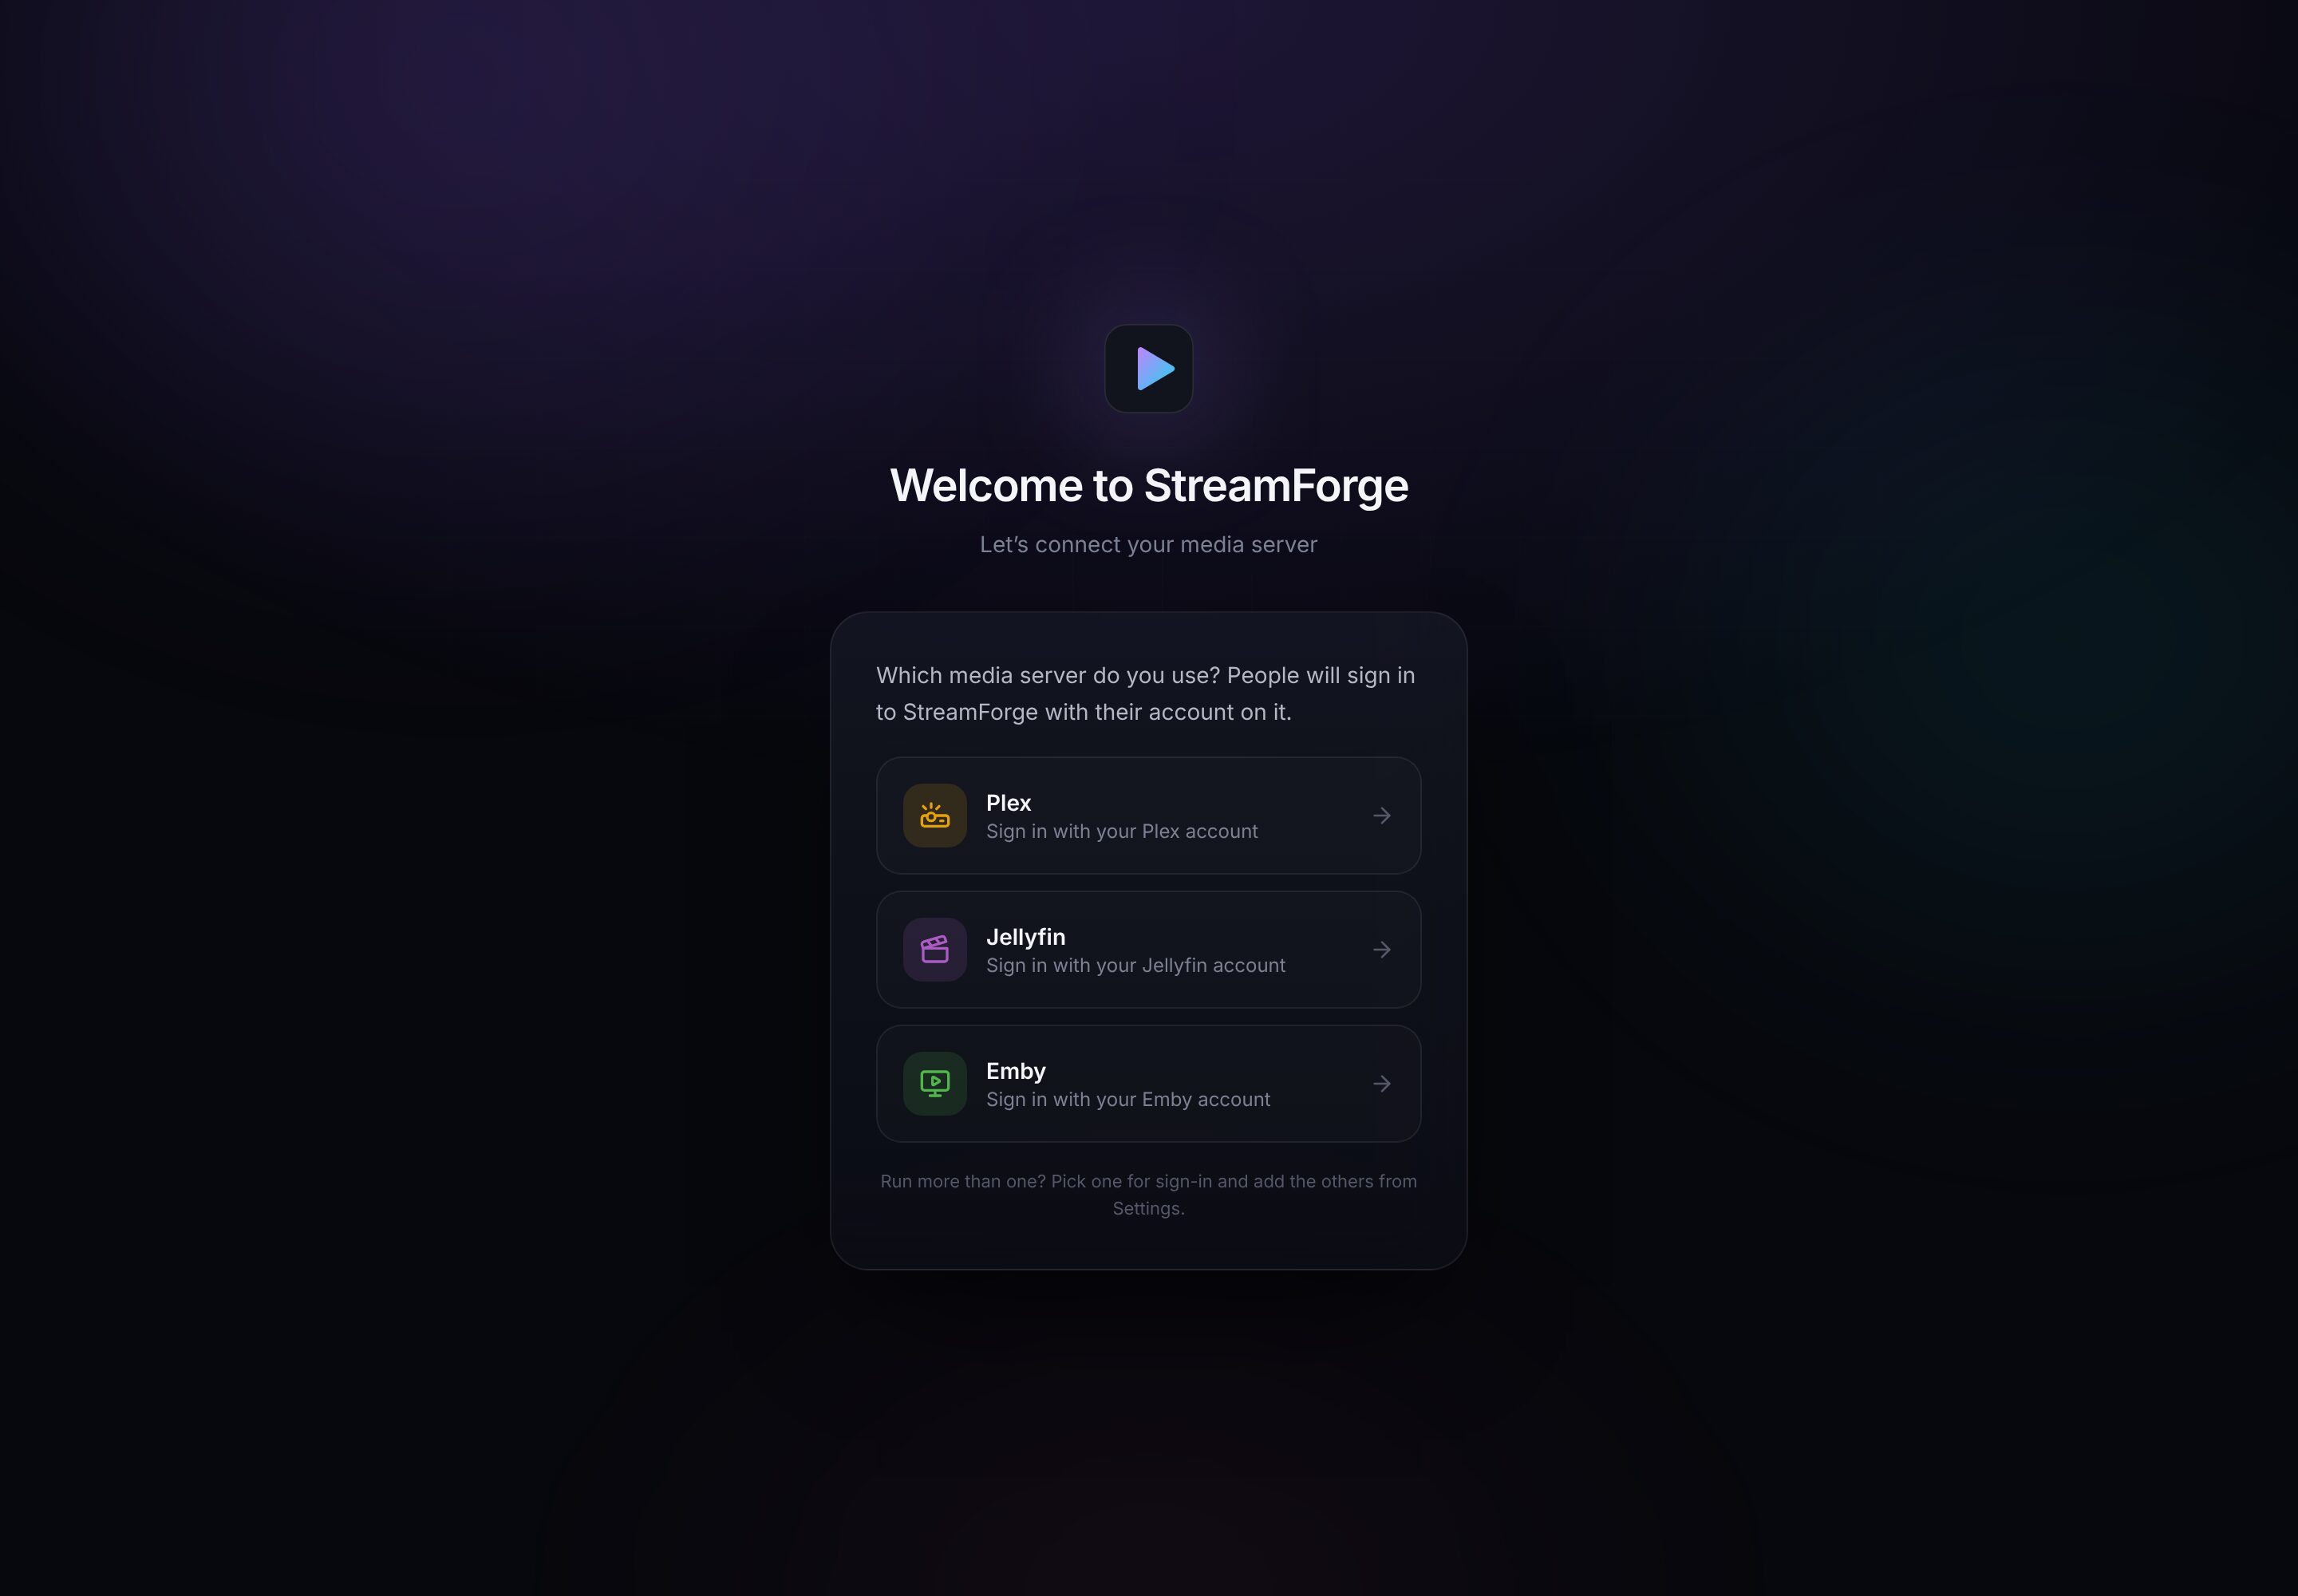 Welcome to StreamForge
Let’s connect your media server
Which media server do you use? People will sign in
to StreamForge with their account on it.
Plex
Sign in with your Plex account
Jellyfin
Sign in with your Jellyfin account
Emby
Sign in with your Emby account
Run more than one? Pick one for sign-in and add the others from
Settings.